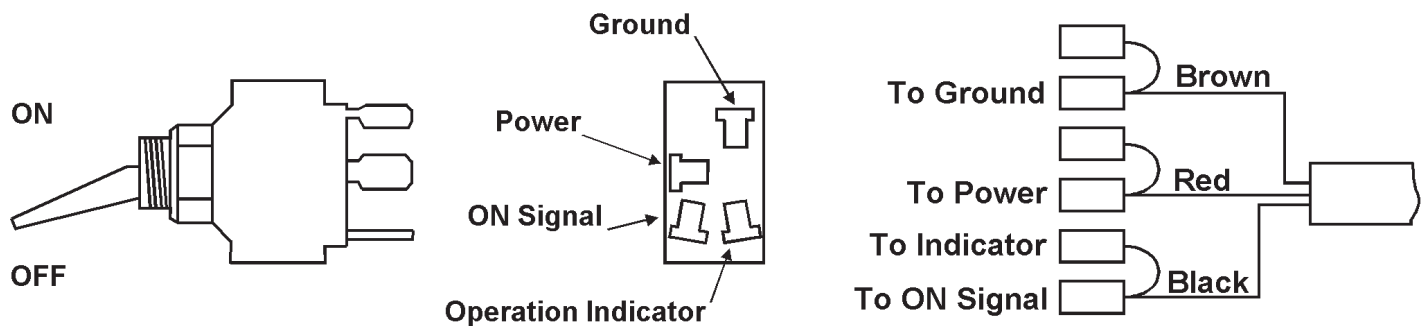 ON
OFF
Ground
Power
ON Signal
Operation Indicator
To Ground
Brown
To Power
Red
To Indicator
To ON Signal
Black